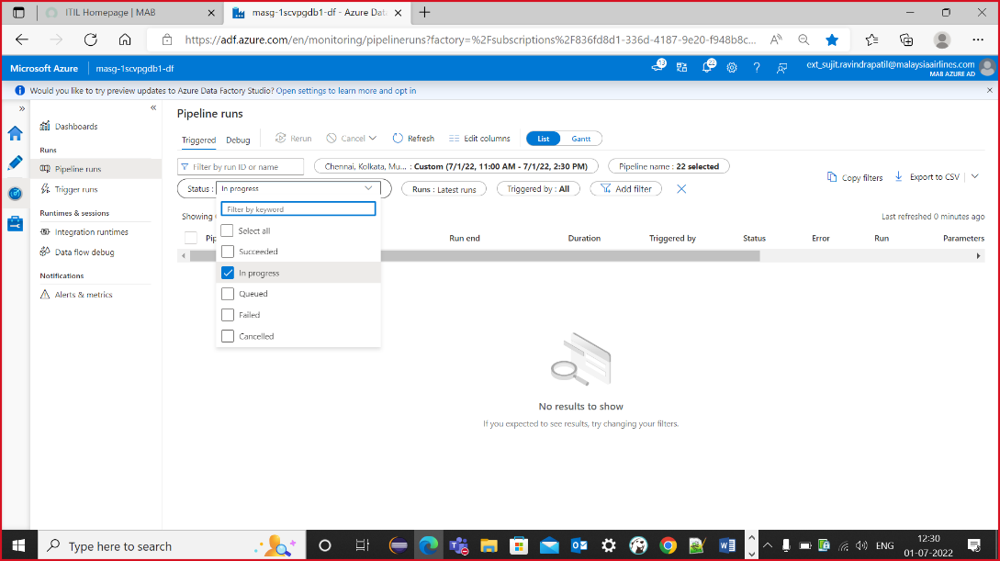 ITIL Homepage | MAB
masg-1scvpgdb1-df - Azure Dat
https://adf.azure.com/en/monitoring/pipelineruns?factory=%2Fsubscriptions%2F836fd8d1-336d-4187-9e20-f948b8c...
Microsoft Azure
masg-1scvpgdb1-df
13
22
ext_sujit.ravindrapatil@malaysiaairlines.com
MAB AZURE AD
Would you like to try preview updates to Azure Data Factory Studio? Open settings to learn more and opt in
Dashboards
Runs
Pipeline runs
Trigger runs
Runtimes & sessions
Integration runtimes
Data flow debug
Notifications
Alerts & metrics
Pipeline runs
Triggered
Debug
Rerun
Cancel
Refresh
Edit columns
List
Gantt
Filter by run ID or name
Chennai, Kolkata, Mu... : Custom (7/1/22, 11:00 AM - 7/1/22, 2:30 PM)
Pipeline name : 22 selected
Copy filters
Export to CSV
Status :
In progress
Runs : Latest runs
Triggered by : All
Add filter
Filter by keyword
Showing
Last refreshed 0 minutes ago
Select all
Run end
Duration
Triggered by
Status
Error
Run
Parameters
Succeeded
In progress
Queued
Failed
Cancelled
No results to show
If you expected to see results, try changing your filters.
Type here to search
ENG
12:30
01-07-2022